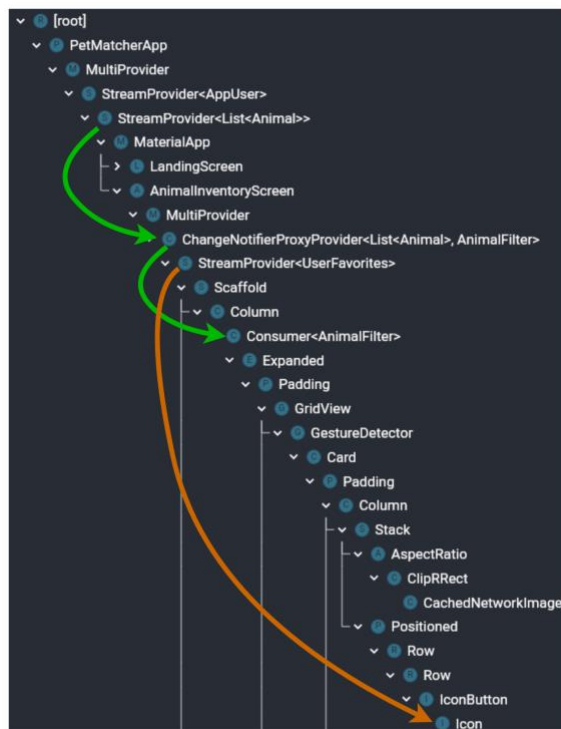 R [root]
P PetMatcherApp
M MultiProvider
S StreamProvider<AppUser>
S StreamProvider<List<Animal>>
M MaterialApp
L LandingScreen
A AnimalInventoryScreen
M MultiProvider
C ChangeNotifierProxyProvider<List<Animal>, AnimalFilter>
S StreamProvider<UserFavorites>
S Scaffold
C Column
C Consumer<AnimalFilter>
E Expanded
P Padding
G GridView
G GestureDetector
C Card
P Padding
C Column
S Stack
A AspectRatio
C ClipRRect
C CachedNetworkImage
P Positioned
R Row
R Row
I IconButton
I Icon